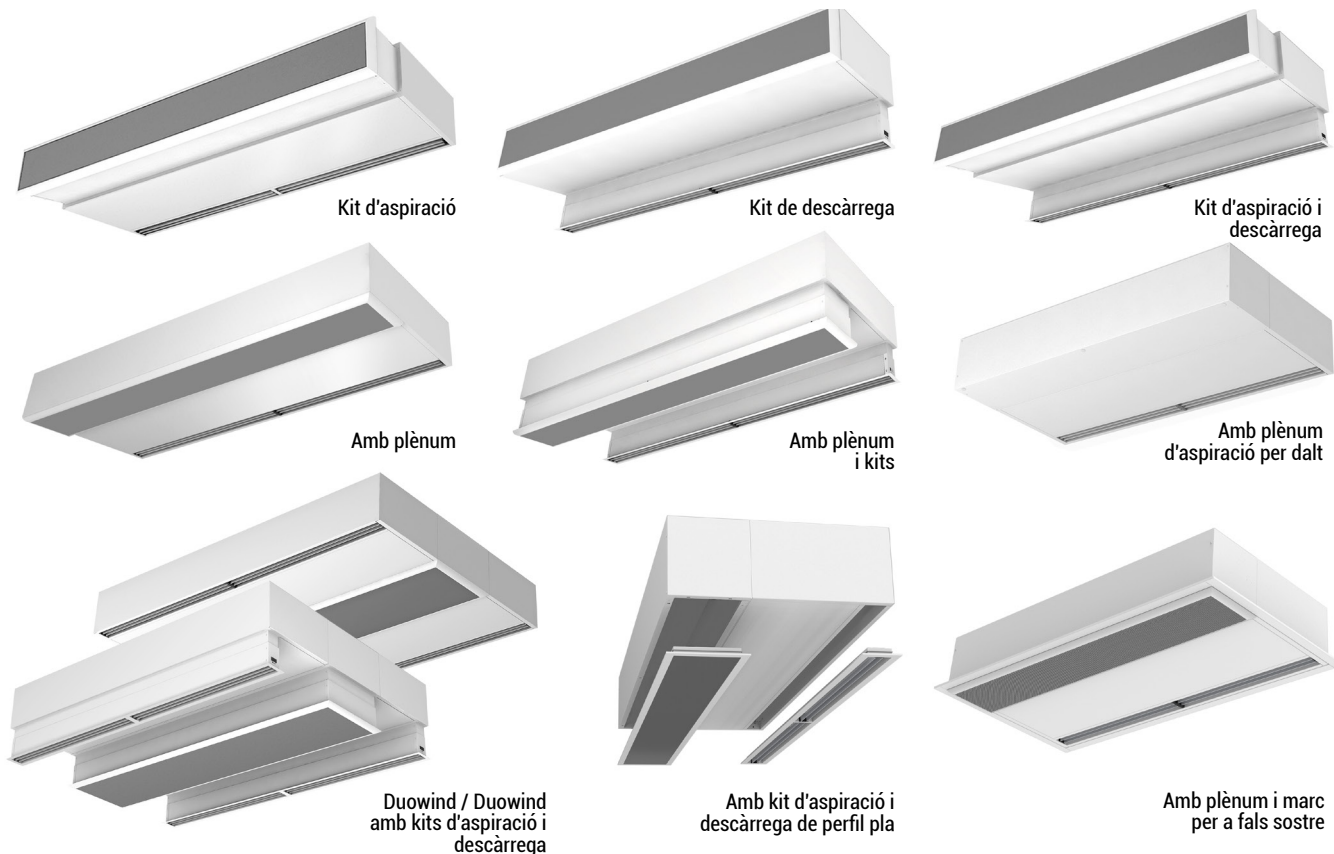 Kit d'aspiració
Kit de descàrrega
Kit d'aspiració i
descàrrega
Amb plènum
Amb plènum
i kits
Amb plènum
d'aspiració per dalt
Duowind / Duowind
amb kits d'aspiració i
descàrrega
Amb kit d'aspiració i
descàrrega de perfil pla
Amb plènum i marc
per a fals sostre